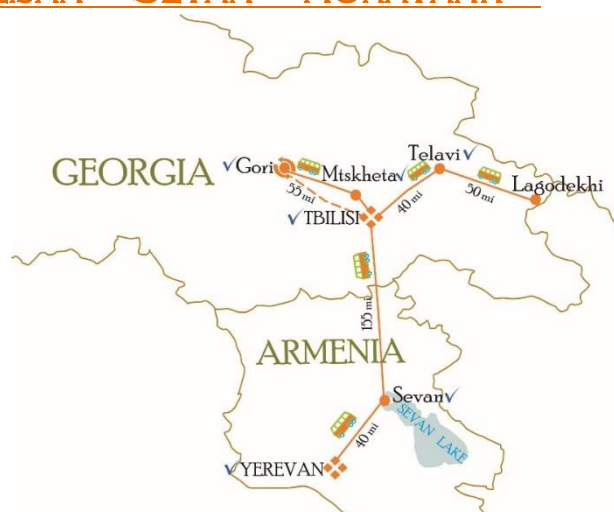 Telavi
GEORGIA
Gori
Mtskheta
Lagodekhi
55 mi
40 mi
50 mi
TBILISI
155 mi
ARMENIA
Sevan
SEVAN LAKE
40 mi
YEREVAN